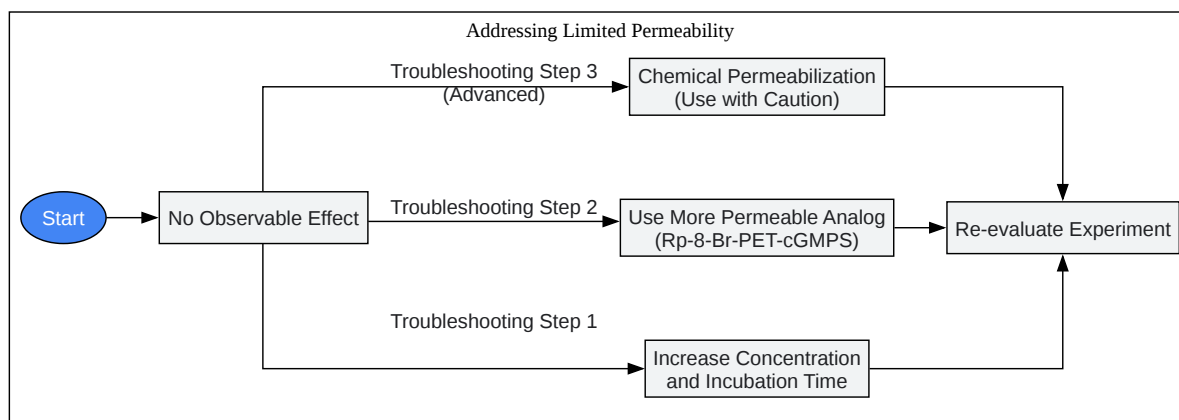 Addressing Limited Permeability
Troubleshooting Step 3
(Advanced)
Chemical Permeabilization
(Use with Caution)
Start
No Observable Effect
Troubleshooting Step 2
Use More Permeable Analog
(Rp-8-Br-PET-cGMPS)
Re-evaluate Experiment
Troubleshooting Step 1
Increase Concentration
and Incubation Time